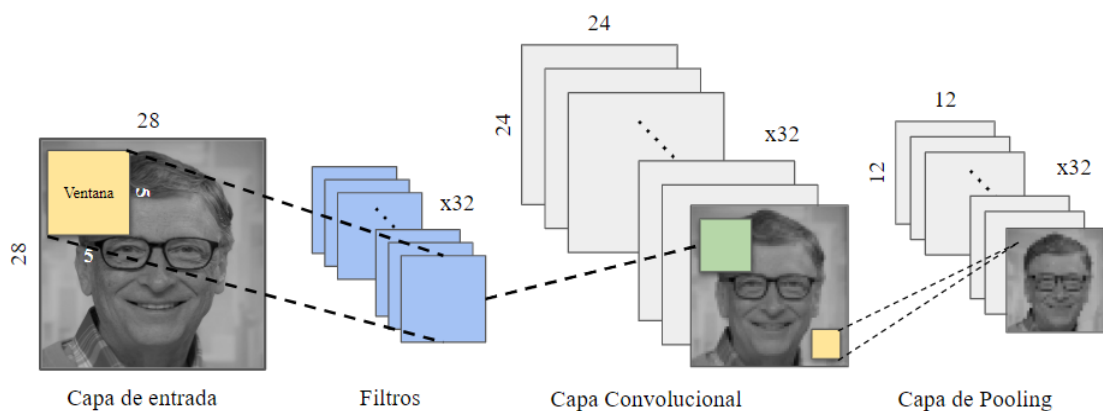 24
28
12
24
x32
12
x32
Ventana
5
x32
28
5
Capa de entrada
Filtros
Capa Convolucional
Capa de Pooling